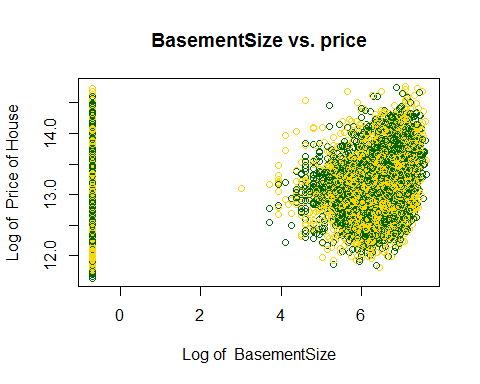 BasementSize vs. price
Log of  Price of House
14.0
13.0
12.0
0 2 4 6
Log of  BasementSize